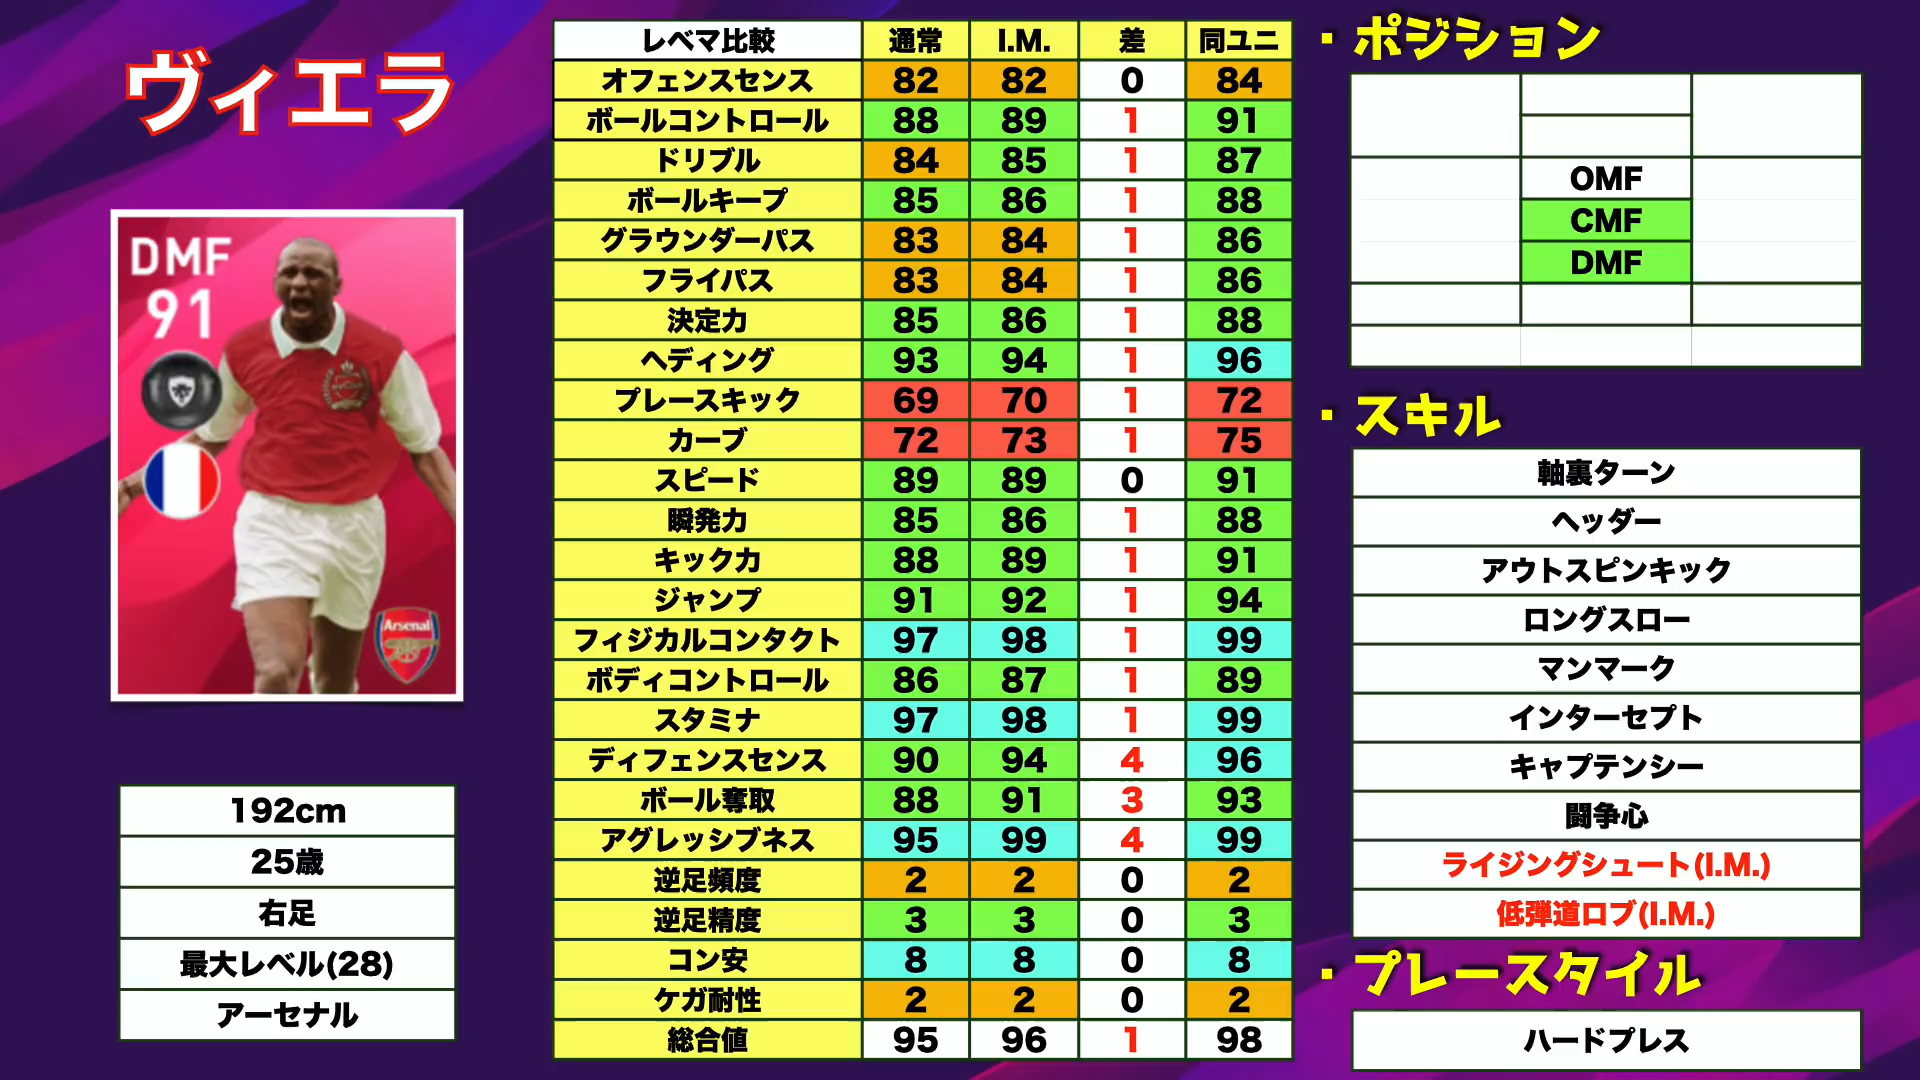 ヴィエラ
DMF
91
Arsenal
192cm
25歳
右足
最大レベル(28)
アーセナル
レベマ比較 通常 I.M. 差 同ユニ
オフェンスセンス 82 82 0 84
ボールコントロール 88 89 1 91
ドリブル 84 85 1 87
ボールキープ 85 86 1 88
グラウンダーパス 83 84 1 86
フライパス 83 84 1 86
決定力 85 86 1 88
ヘディング 93 94 1 96
プレースキック 69 70 1 72
カーブ 72 73 1 75
スピード 89 89 0 91
瞬発力 85 86 1 88
キック力 88 89 1 91
ジャンプ 91 92 1 94
フィジカルコンタクト 97 98 1 99
ボディコントロール 86 87 1 89
スタミナ 97 98 1 99
ディフェンスセンス 90 94 4 96
ボール奪取 88 91 3 93
アグレッシブネス 95 99 4 99
逆足頻度 2 2 0 2
逆足精度 3 3 0 3
コン安 8 8 0 8
ケガ耐性 2 2 0 2
総合値 95 96 1 98
・ポジション
OMF
CMF
DMF
・スキル
軸裏ターン
ヘッダー
アウトスピンキック
ロングスロー
マンマーク
インターセプト
キャプテンシー
闘争心
ライジングシュート(I.M.)
低弾道ロブ(I.M.)
・プレースタイル
ハードプレス